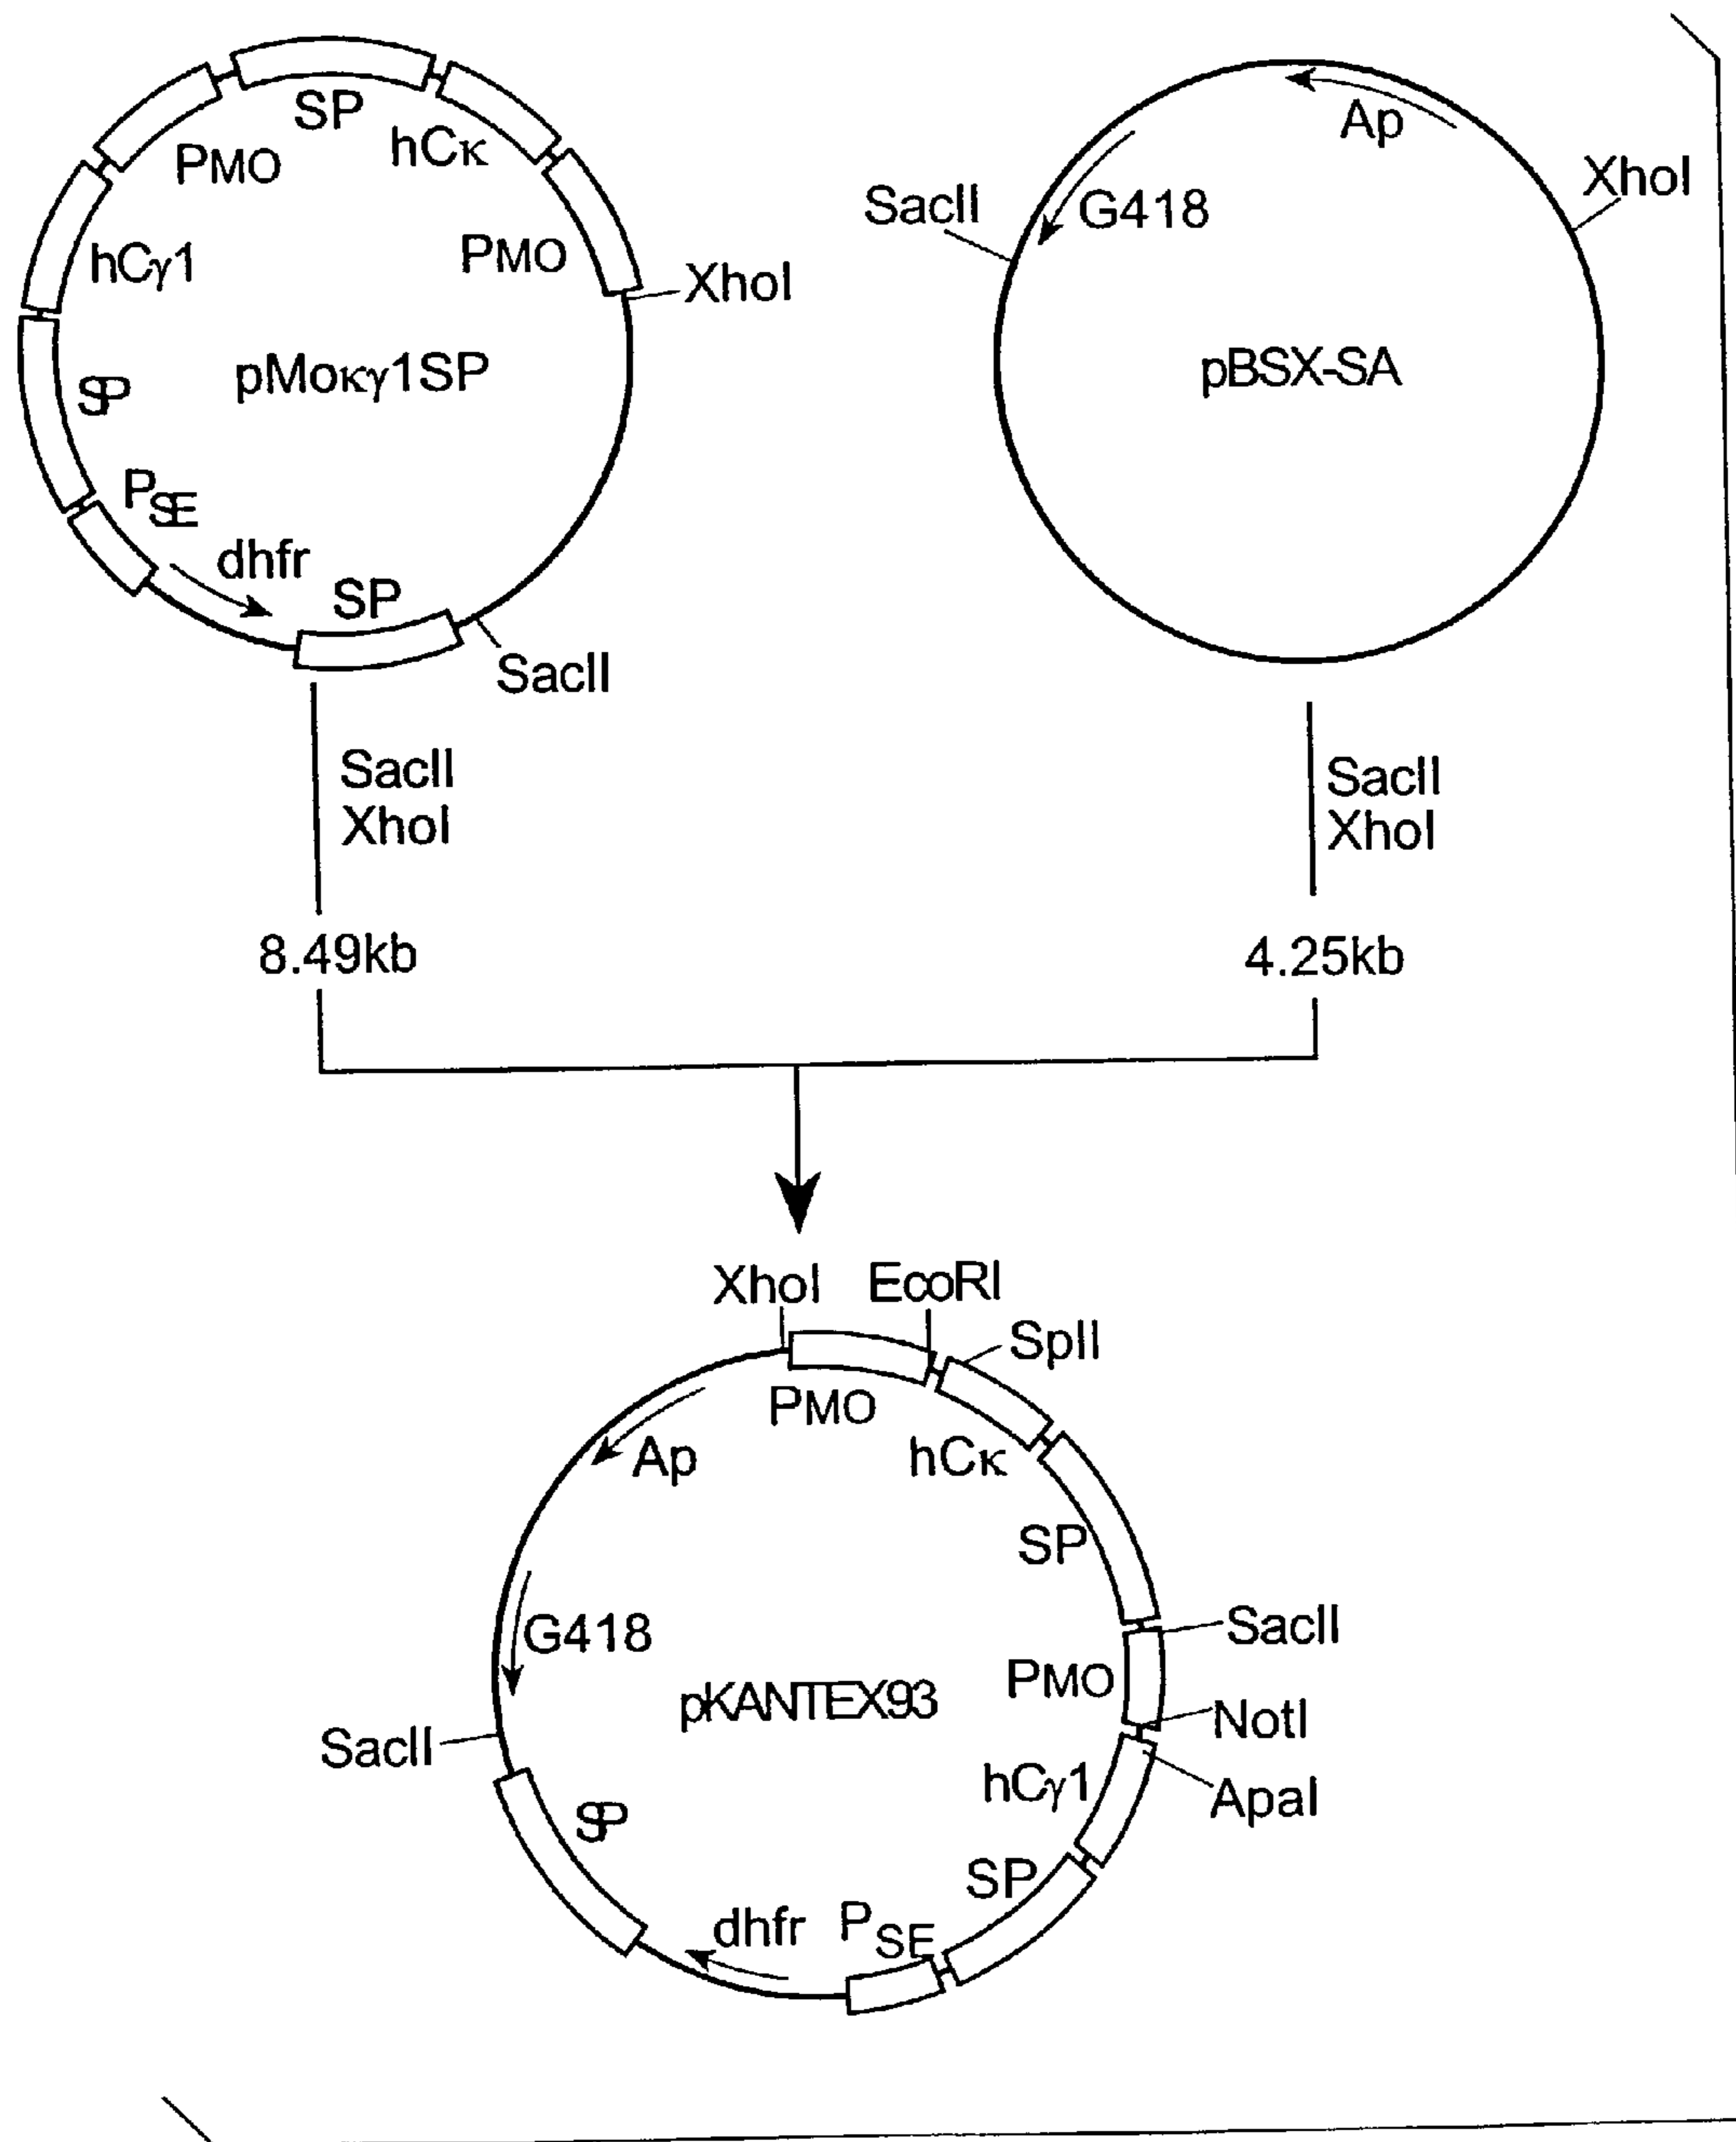 SP
hCκ
PMO
hCγ1
PMO
XhoI
pMoκγ1SP
SP
PSE
dhfr
SP
SacII
Ap
XhoI
SacII
G418
pBSX-SA
SacII
XhoI
8.49kb
SacII
XhoI
4.25kb
XhoI
EcoRI
SplI
PMO
hCκ
Ap
SP
SacII
G418
PMO
pKANTEX93
NotI
SacII
hCγ1
ApaI
SP
SP
PSE
dhfr